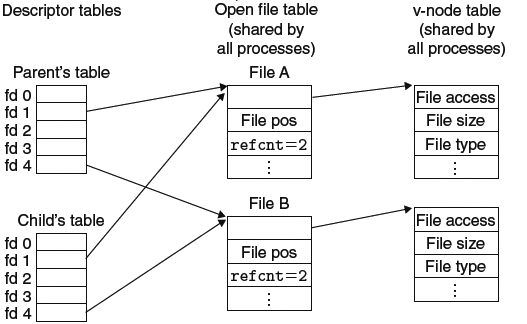 Descriptor tables
Open file table
(shared by
all processes)
v-node table
(shared by
all processes)
Parent's table
fd 0
fd 1
fd 2
fd 3
fd 4
File A
File pos
refcnt=2
⋮
File access
File size
File type
⋮
Child's table
fd 0
fd 1
fd 2
fd 3
fd 4
File B
File pos
refcnt=2
⋮
File access
File size
File type
⋮